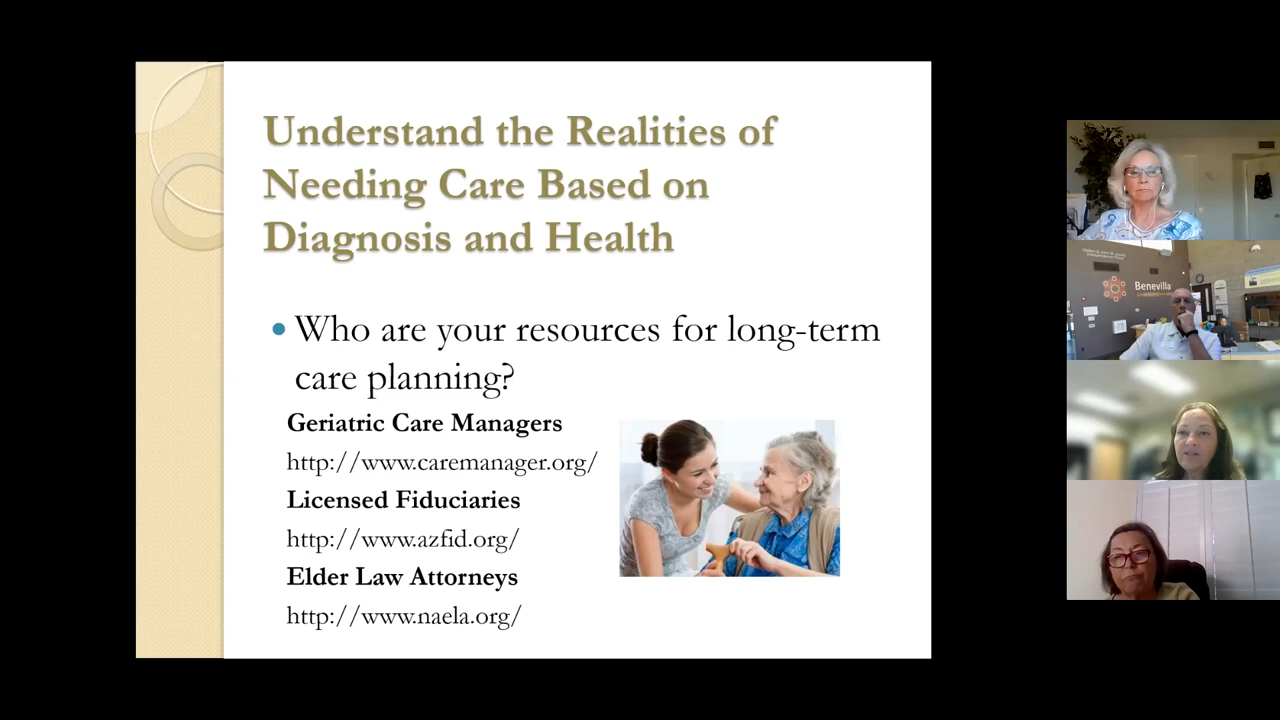 Understand the Realities of
Needing Care Based on
Diagnosis and Health
Who are your resources for long-term
care planning?
Geriatric Care Managers
http://www.caremanager.org/
Licensed Fiduciaries
http://www.azfid.org/
Elder Law Attorneys
http://www.naela.org/
Benevilla